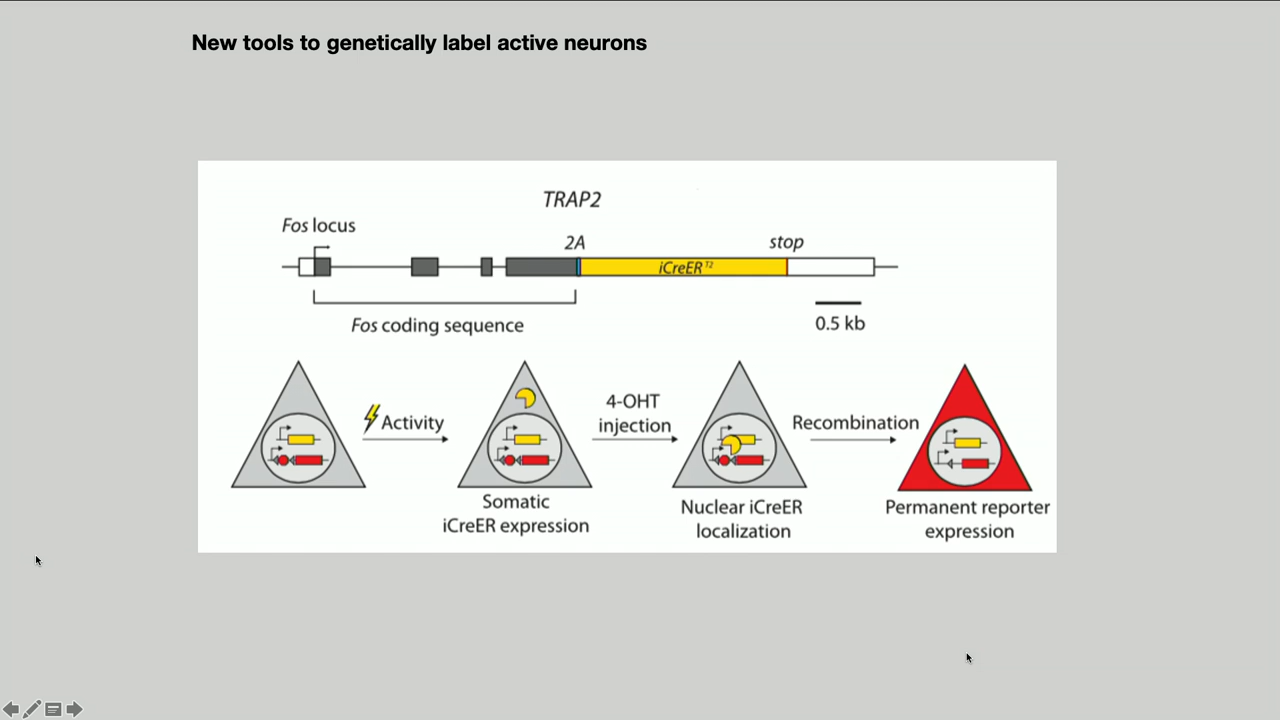 New tools to genetically label active neurons
TRAP2
Fos locus
2A
stop
iCreER T2
Fos coding sequence
0.5 kb
Activity
4-OHT
injection
Recombination
Somatic
iCreER expression
Nuclear iCreER
localization
Permanent reporter
expression